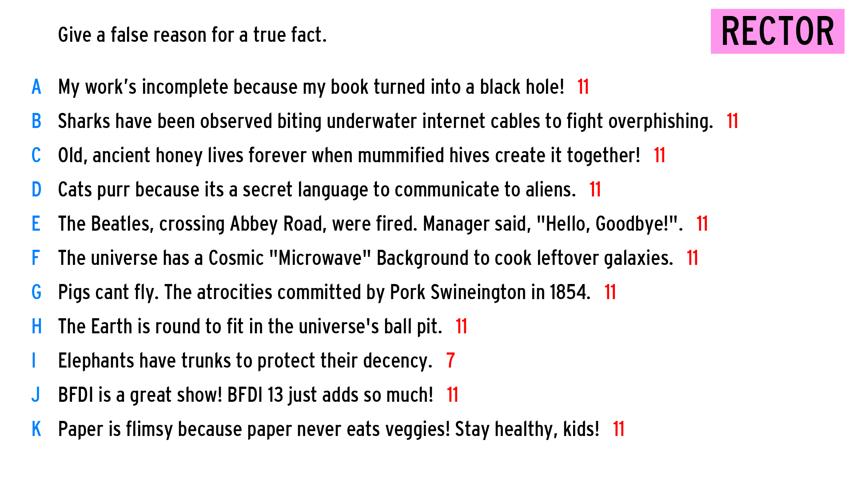 Give a false reason for a true fact.
RECTOR
A My work's incomplete because my book turned into a black hole! 11
B Sharks have been observed biting underwater internet cables to fight overphishing. 11
C Old, ancient honey lives forever when mummified hives create it together! 11
D Cats purr because its a secret language to communicate to aliens. 11
E The Beatles, crossing Abbey Road, were fired. Manager said, "Hello, Goodbye!". 11
F The universe has a Cosmic "Microwave" Background to cook leftover galaxies. 11
G Pigs cant fly. The atrocities committed by Pork Swineington in 1854. 11
H The Earth is round to fit in the universe's ball pit. 11
I Elephants have trunks to protect their decency. 7
J BFDI is a great show! BFDI 13 just adds so much! 11
K Paper is flimsy because paper never eats veggies! Stay healthy, kids! 11